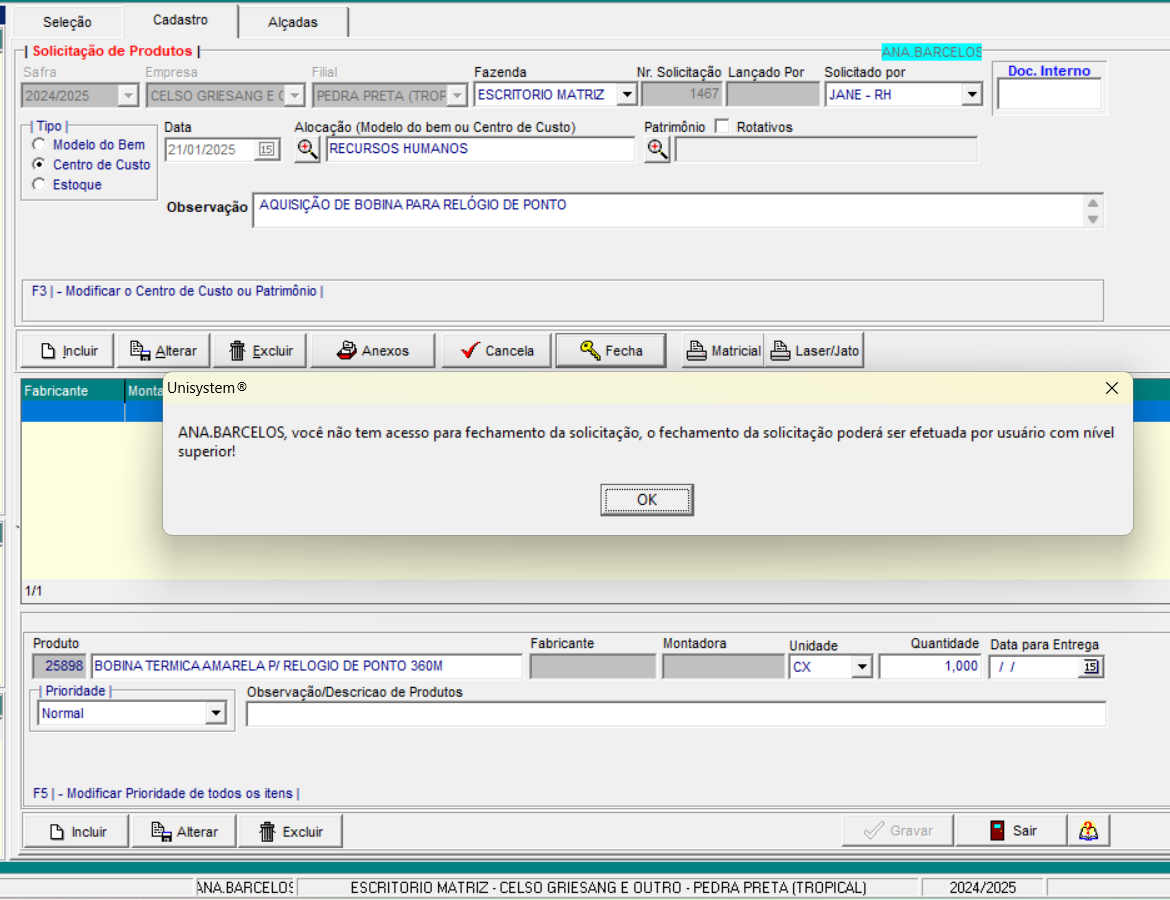 Seleção
Cadastro
Alçadas
| Solicitação de Produtos |
ANA.BARCELOS
Safra
Empresa
Filial
Fazenda
Nr. Solicitação
Lançado Por
Solicitado por
Doc. Interno
2024/2025
CELSO GRIESANG E
PEDRA PRETA (TROP
ESCRITORIO MATRIZ
1467
JANE - RH
| Tipo |
Modelo do Bem
Centro de Custo
Estoque
Data
21/01/2025
15
Alocação (Modelo do bem ou Centro de Custo)
RECURSOS HUMANOS
Patrimônio
Rotativos
Observação
AQUISIÇÃO DE BOBINA PARA RELÓGIO DE PONTO
F3 | - Modificar o Centro de Custo ou Patrimônio |
Incluir
Alterar
Excluir
Anexos
Cancela
Fecha
Matricial
Laser/Jato
Fabricante
Monta
Unisystem®
ANA.BARCELOS, você não tem acesso para fechamento da solicitação, o fechamento da solicitação poderá ser efetuada por usuário com nível
superior!
OK
1/1
Produto
Fabricante
Montadora
Unidade
Quantidade
Data para Entrega
25898
BOBINA TERMICA AMARELA P/ RELOGIO DE PONTO 360M
CX
1,000
/ /
15
| Prioridade |
Normal
Observação/Descricao de Produtos
F5 | - Modificar Prioridade de todos os itens |
Incluir
Alterar
Excluir
Gravar
Sair
ANA.BARCELOS
ESCRITORIO MATRIZ - CELSO GRIESANG E OUTRO - PEDRA PRETA (TROPICAL)
2024/2025